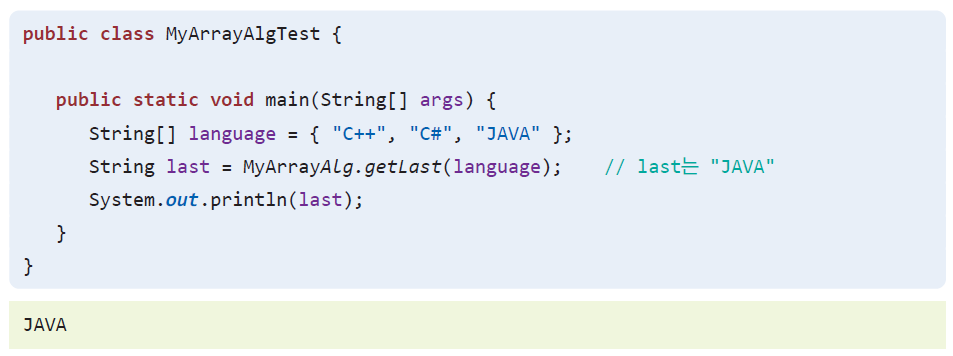 public class MyArrayAlgTest {
public static void main(String[] args) {
String[] language = { "C++", "C#", "JAVA" };
String last = MyArrayAlg.getLast(language); // last는 "JAVA"
System.out.println(last);
}
}
JAVA